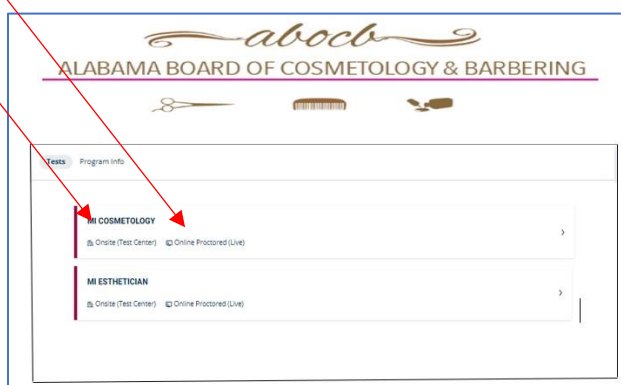 abocb
ALABAMA BOARD OF COSMETOLOGY & BARBERING
Tests Program Info
MI COSMETOLOGY
Onsite (Test Center) Online Proctored (Live)
MI ESTHETICIAN
Onsite (Test Center) Online Proctored (Live)